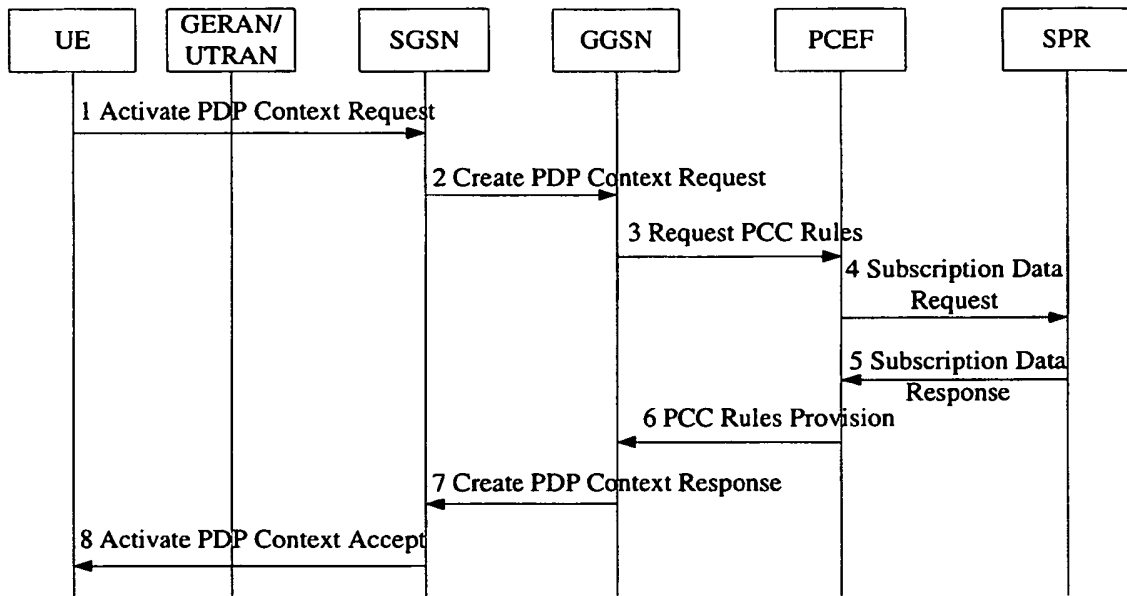 UE
GERAN/
UTRAN
SGSN
GGSN
PCEF
SPR
1 Activate PDP Context Request
2 Create PDP Context Request
3 Request PCC Rules
4 Subscription Data
Request
5 Subscription Data
Response
6 PCC Rules Provision
7 Create PDP Context Response
8 Activate PDP Context Accept